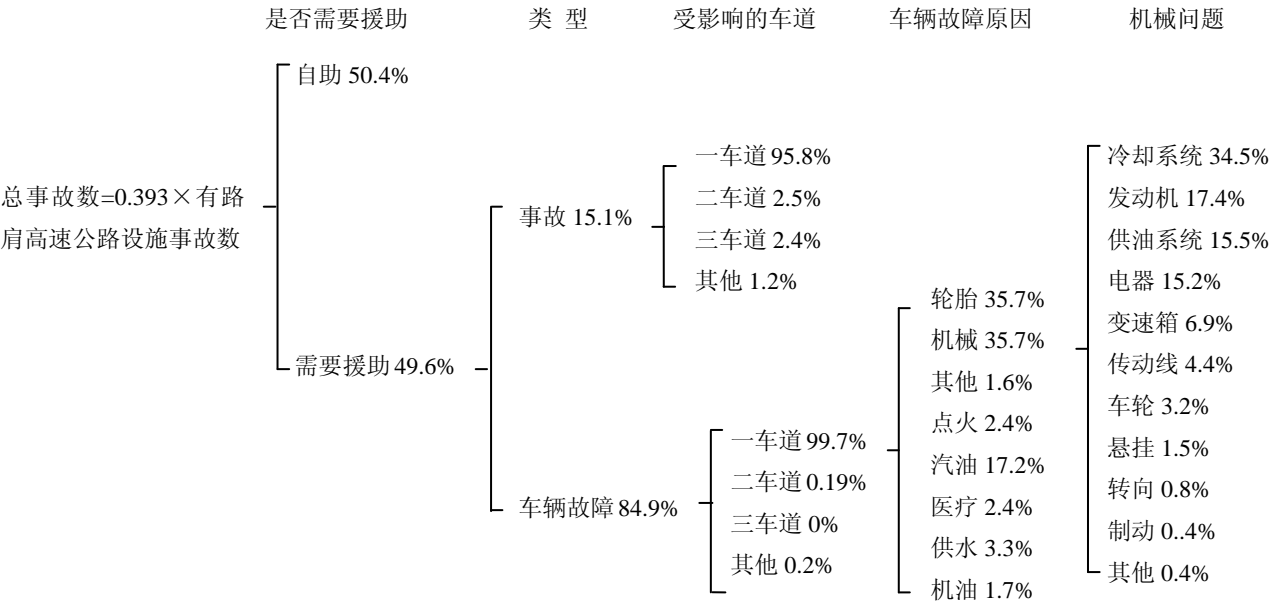 是否需要援助 类 型 受影响的车道 车辆故障原因 机械问题
自助 50.4%
总事故数=0.393×有路
肩高速公路设施事故数
需要援助 49.6%
事故 15.1%
车辆故障 84.9%
一车道 95.8%
二车道 2.5%
三车道 2.4%
其他 1.2%
一车道 99.7%
二车道 0.19%
三车道 0%
其他 0.2%
轮胎 35.7%
机械 35.7%
其他 1.6%
点火 2.4%
汽油 17.2%
医疗 2.4%
供水 3.3%
机油 1.7%
冷却系统 34.5%
发动机 17.4%
供油系统 15.5%
电器 15.2%
变速箱 6.9%
传动线 4.4%
车轮 3.2%
悬挂 1.5%
转向 0.8%
制动 0..4%
其他 0.4%